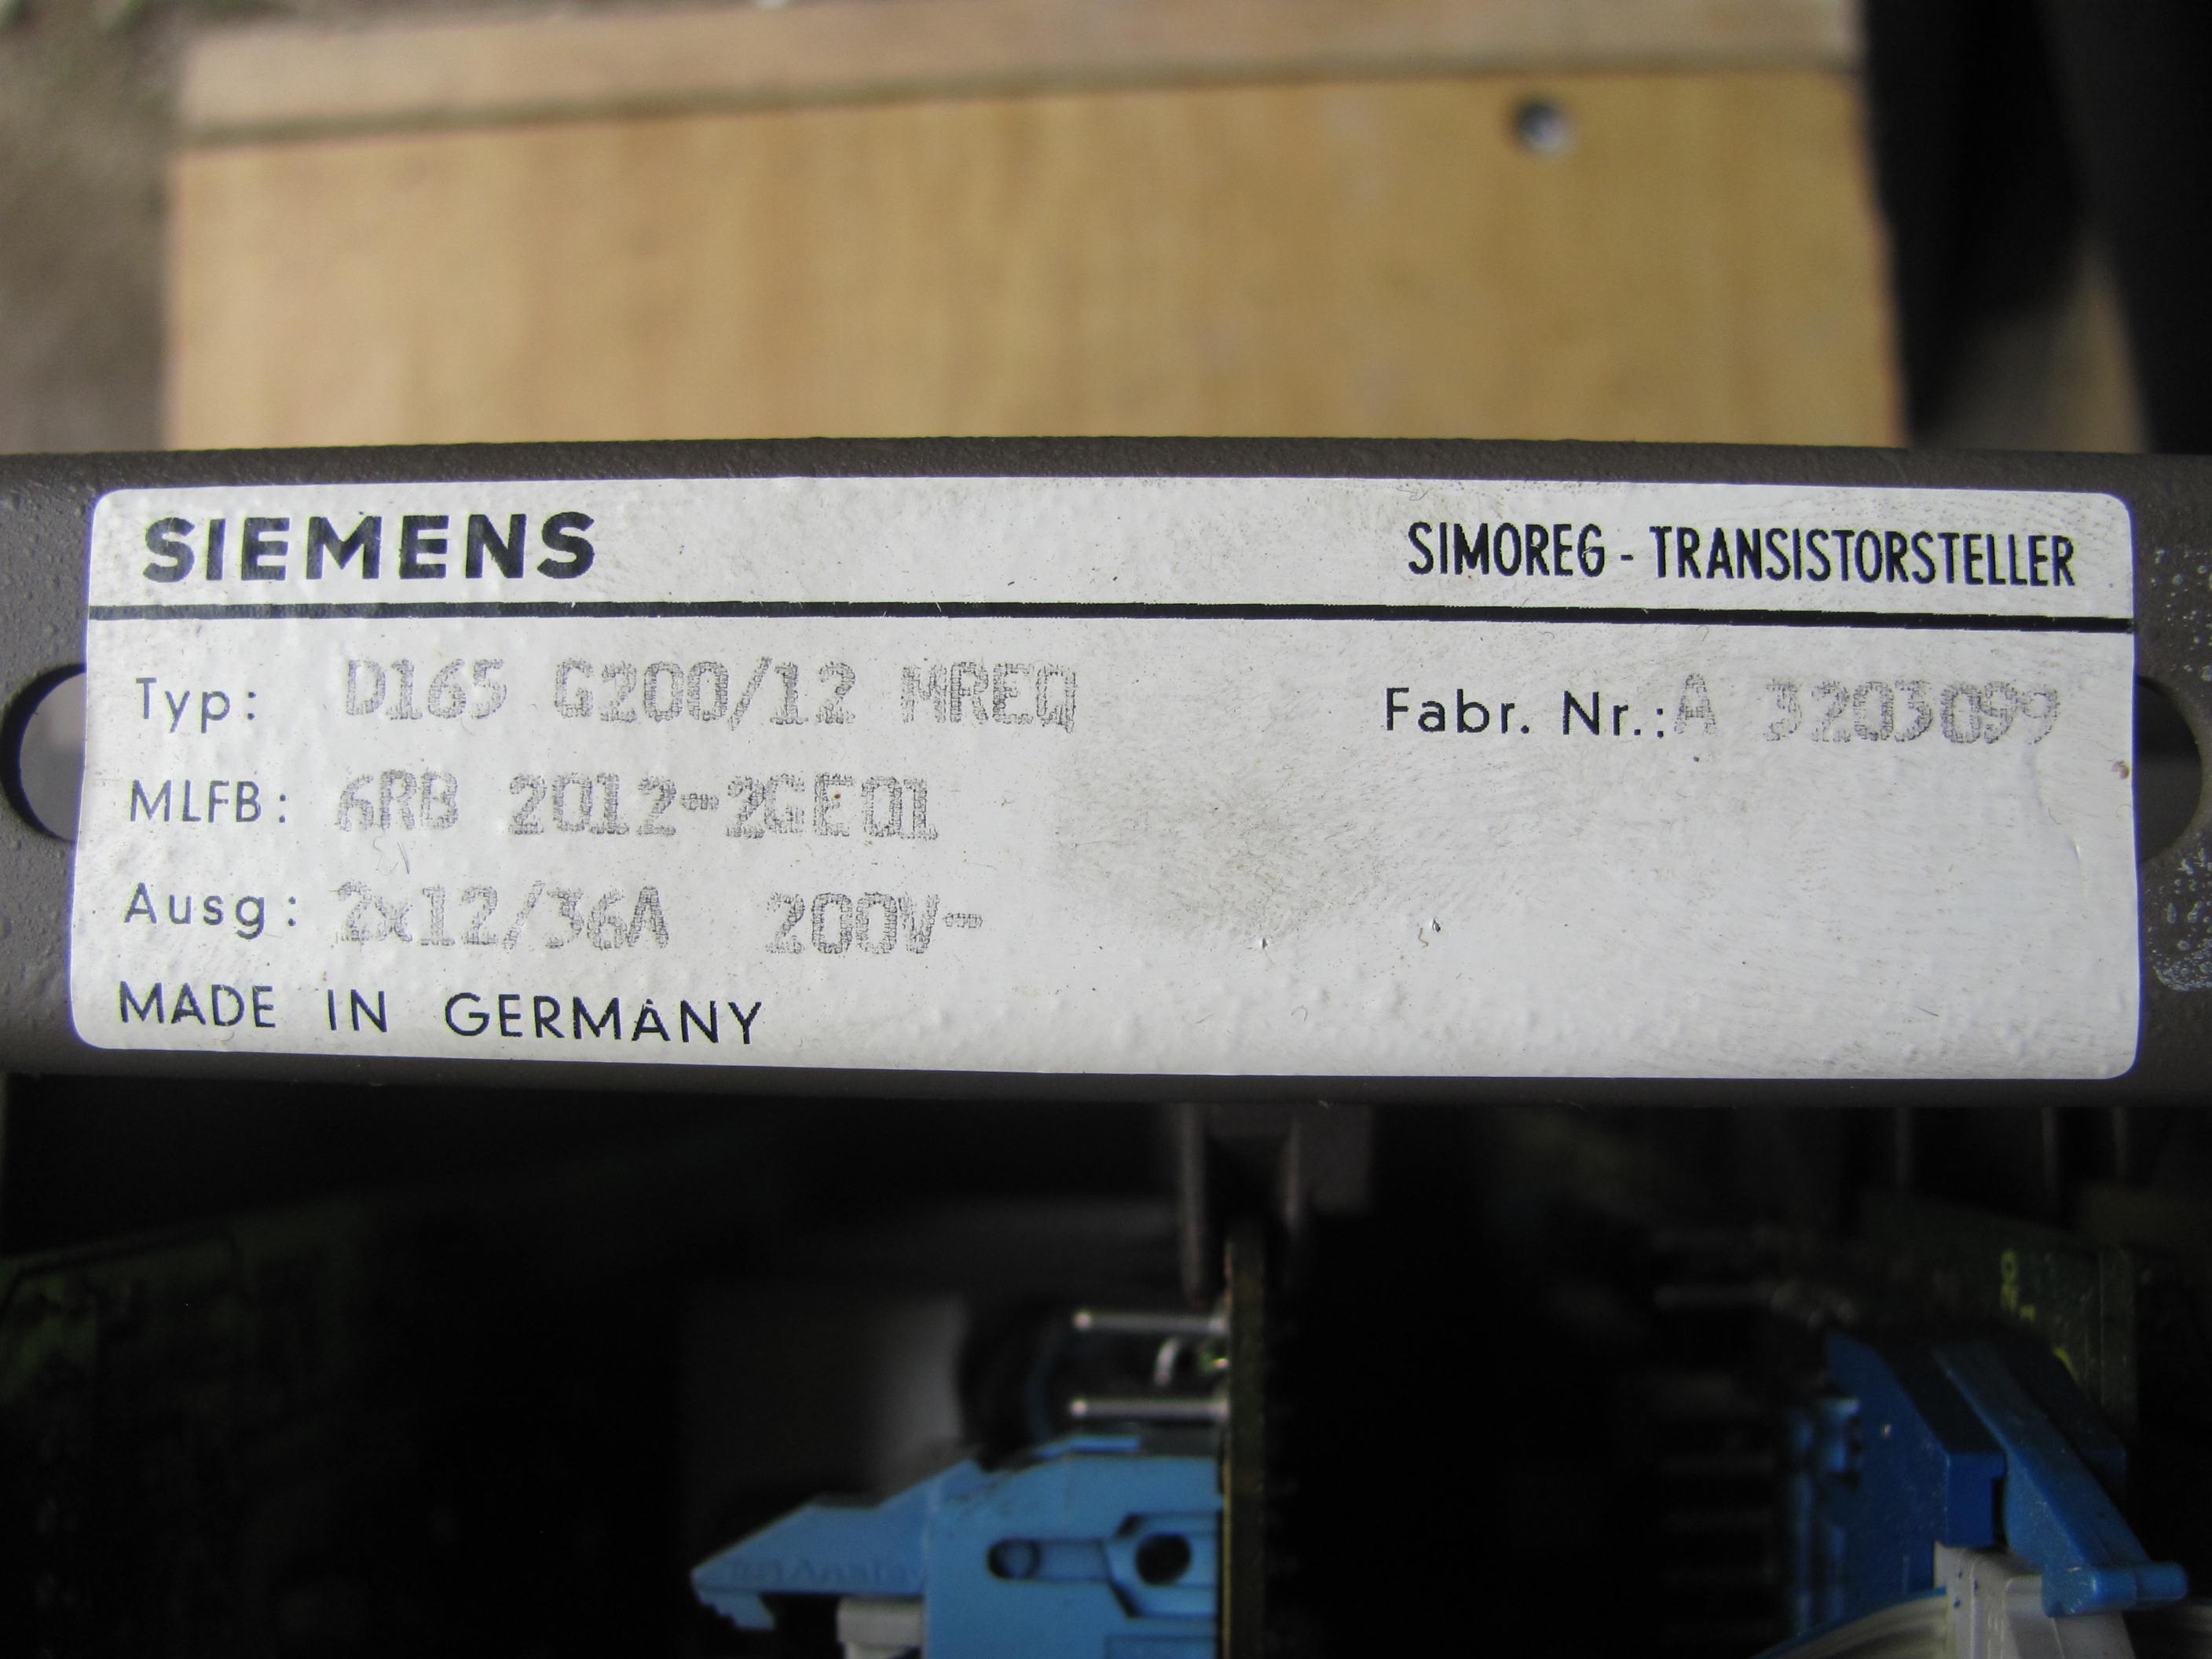 SIEMENS SIMOREG - TRANSISTORSTELLER
Typ: D165 G200/12 MREQ Fabr. Nr.: A 3203099
MLFB: 6RB 2012-2GE01
Ausg: 2x12/36A 200V-
MADE IN GERMANY